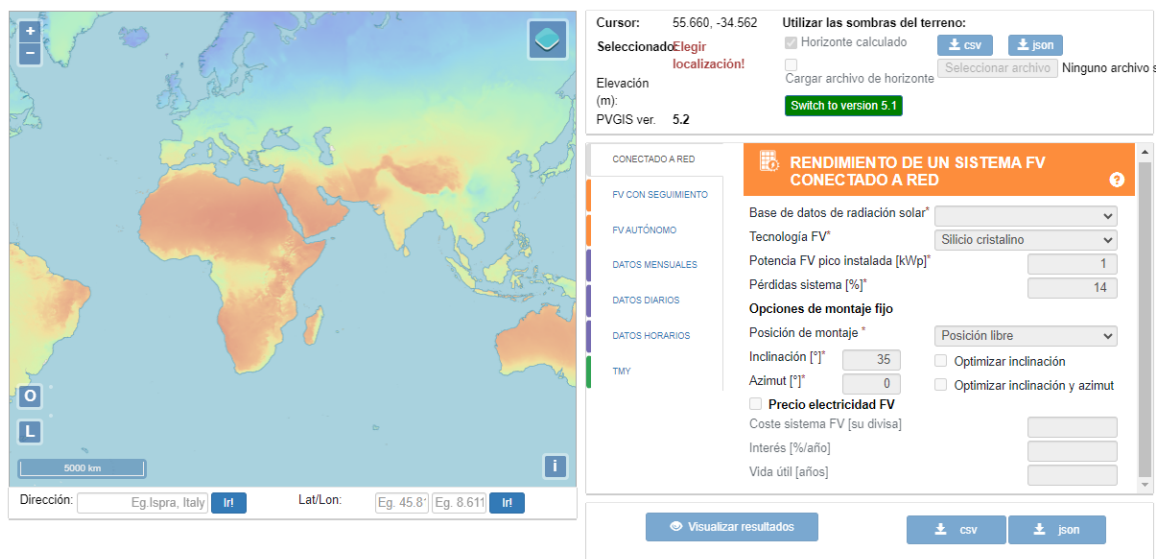 +
−
O
L
5000 km
i
Dirección: Eg.Ispra, Italy Ir! Lat/Lon: Eg. 45.8 Eg. 8.611 Ir!
Cursor: 55.660, -34.562
Seleccionado: Elegir
localización!
Elevación
(m):
PVGIS ver. 5.2
Utilizar las sombras del terreno:
Horizonte calculado csv json
Cargar archivo de horizonte Seleccionar archivo Ninguno archivo s
Switch to version 5.1
CONECTADO A RED
FV CON SEGUIMIENTO
FV AUTÓNOMO
DATOS MENSUALES
DATOS DIARIOS
DATOS HORARIOS
TMY
RENDIMIENTO DE UN SISTEMA FV
CONECTADO A RED ?
Base de datos de radiación solar*
Tecnología FV* Silicio cristalino
Potencia FV pico instalada [kWp]* 1
Pérdidas sistema [%]* 14
Opciones de montaje fijo
Posición de montaje * Posición libre
Inclinación [°]* 35 Optimizar inclinación
Azimut [°]* 0 Optimizar inclinación y azimut
Precio electricidad FV
Coste sistema FV [su divisa]
Interés [%/año]
Vida útil [años]
Visualizar resultados csv json